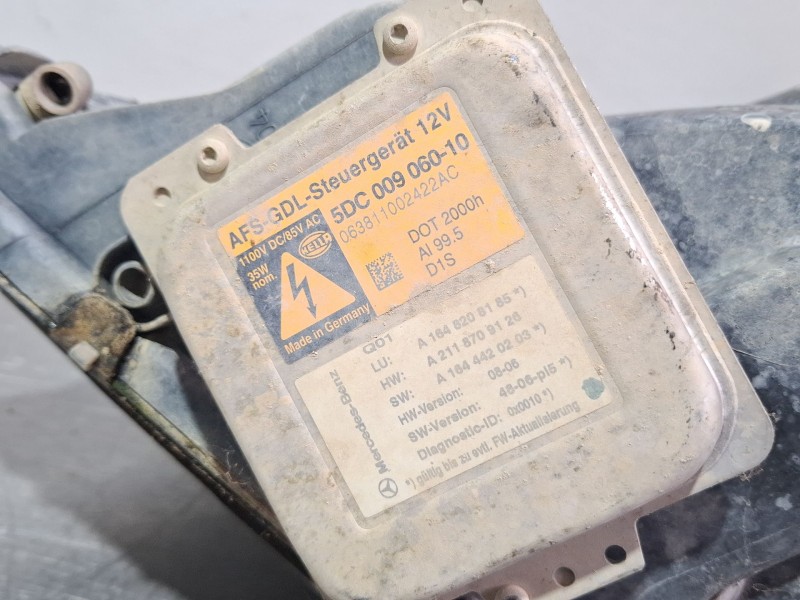 AFS-GDL-Steuergerät 12V
5DC 009 060-10
063811002422AC
1100V DC/85V AC
35W
nom.
HELLA
DOT 2000h
Al 99.5
D1S
Made in Germany
Mercedes-Benz
G01
LU: A 164 820 81 85 *)
HW: A 211 870 91 26
SW: A 164 442 02 03 *)
HW-Version: 08-06
SW-Version: 48-06-pl5 *)
Diagnostic-ID: 0x0010 *)
*) gültig bis zu evtl. FW-Aktualisierung